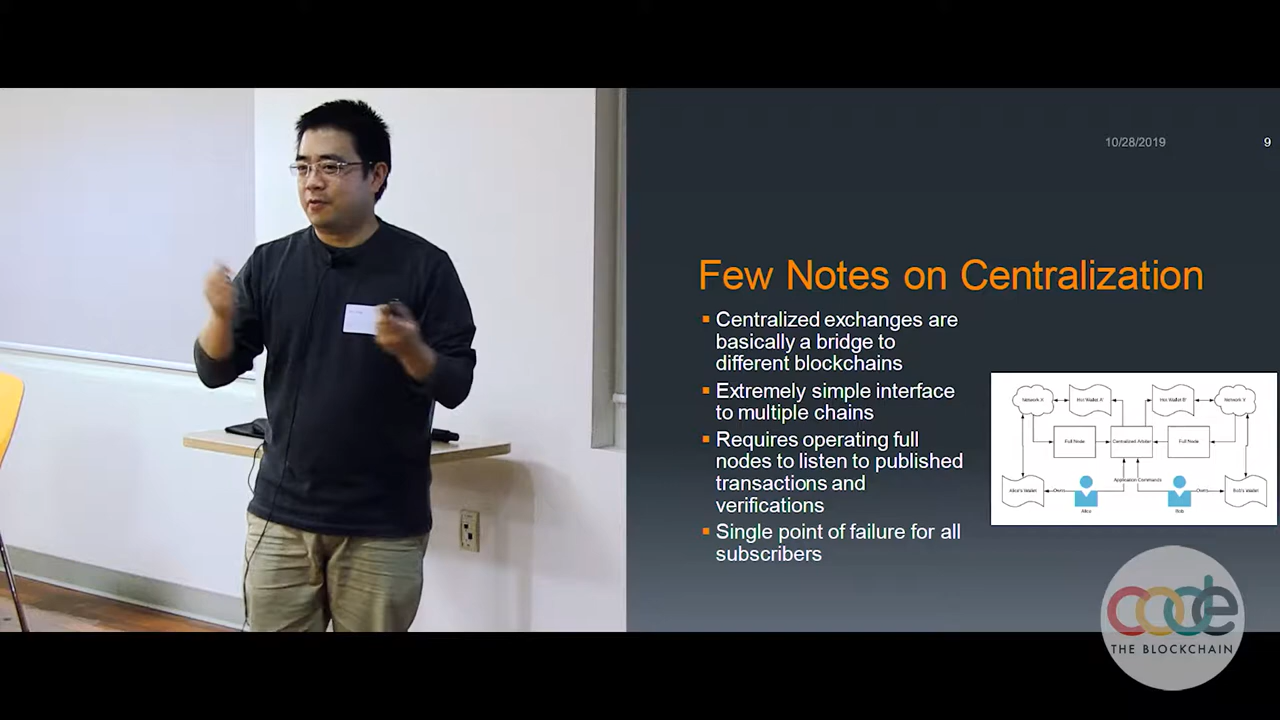 10/28/2019
9
Few Notes on Centralization
▪ Centralized exchanges are
basically a bridge to
different blockchains
▪ Extremely simple interface
to multiple chains
▪ Requires operating full
nodes to listen to published
transactions and
verifications
▪ Single point of failure for all
subscribers
Network X
Hot Wallet A'
Hot Wallet B'
Network Y
Full Node
Centralized Arbiter
Full Node
Application Commands
Alice's Wallet
Owns
Owns
Bob's Wallet
Alice
Bob
code
THE BLOCKCHAIN